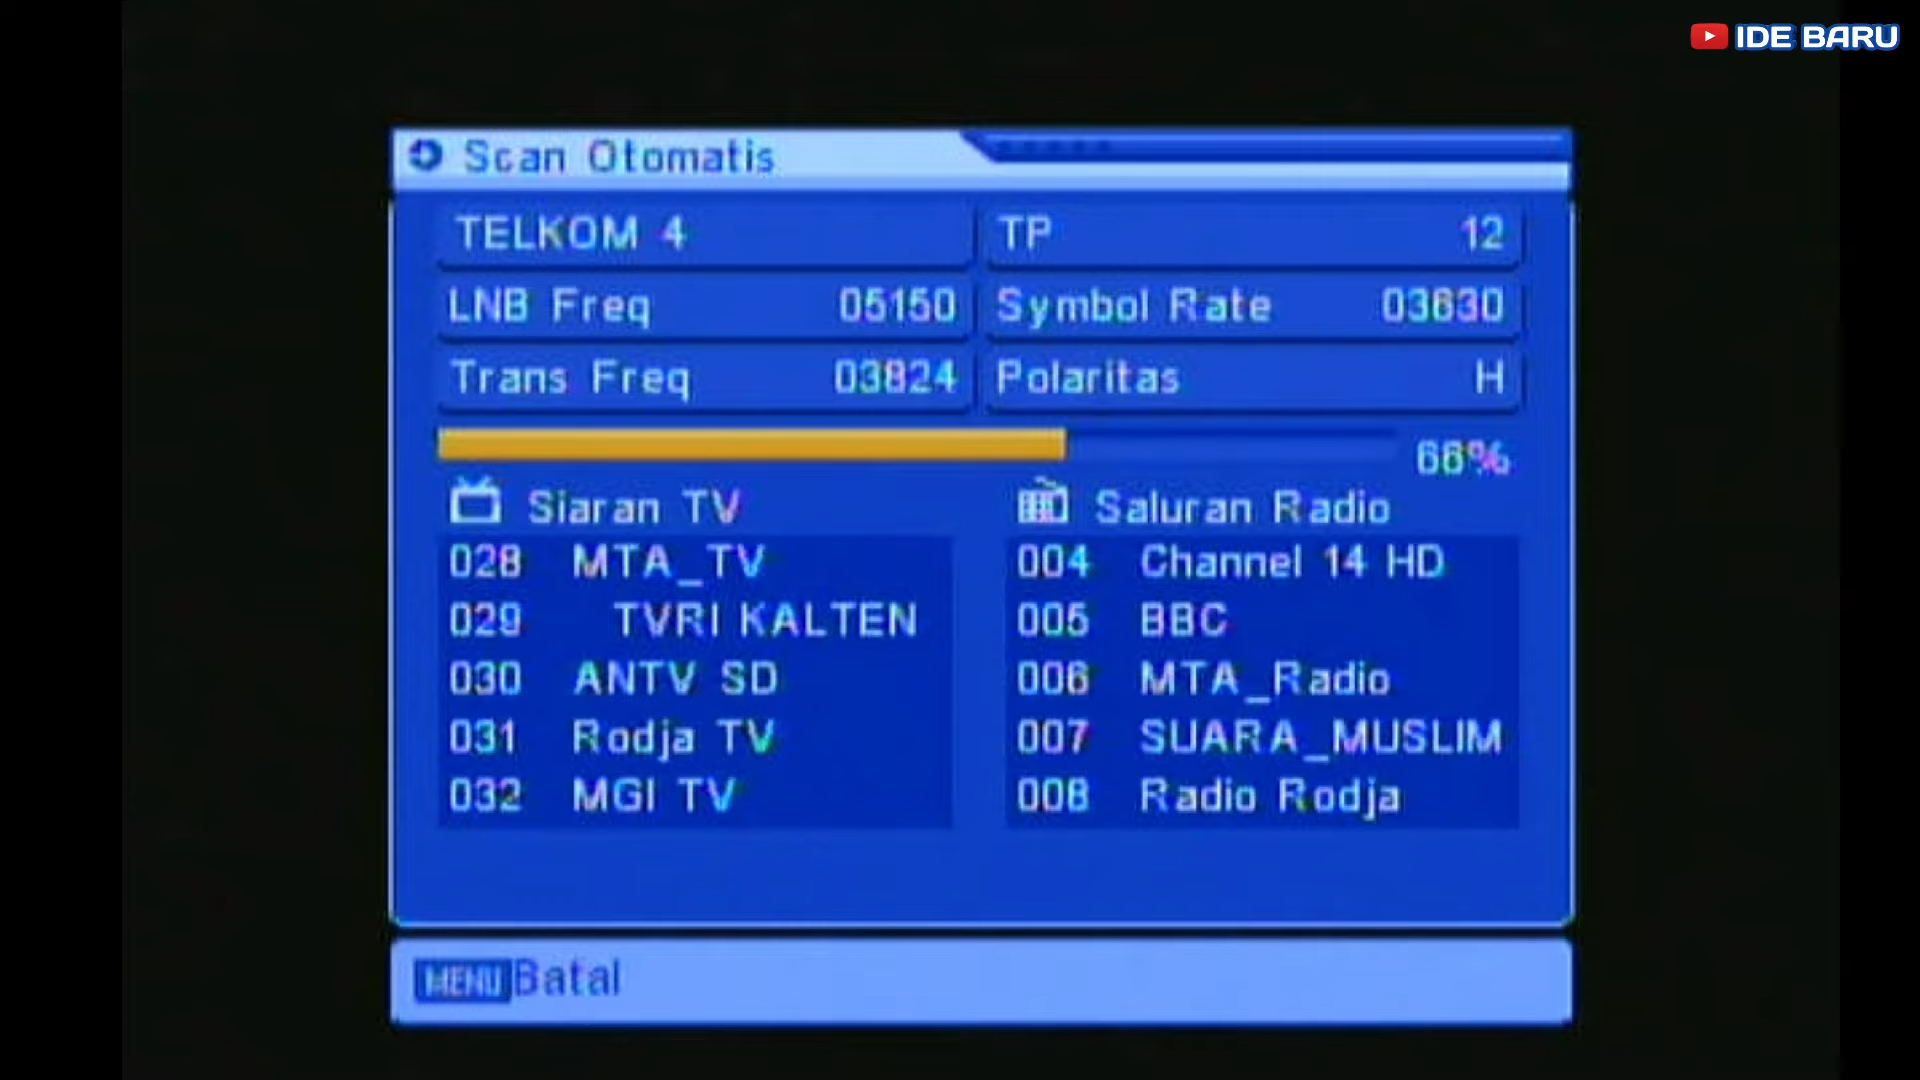 IDE BARU
Scan Otomatis
TELKOM 4
TP 12
LNB Freq 05150
Symbol Rate 03630
Trans Freq 03824
Polaritas H
66%
Siaran TV
Saluran Radio
028 MTA_TV
004 Channel 14 HD
029 TVRI KALTEN
005 BBC
030 ANTV SD
006 MTA_Radio
031 Rodja TV
007 SUARA_MUSLIM
032 MGI TV
008 Radio Rodja
MENU Batal